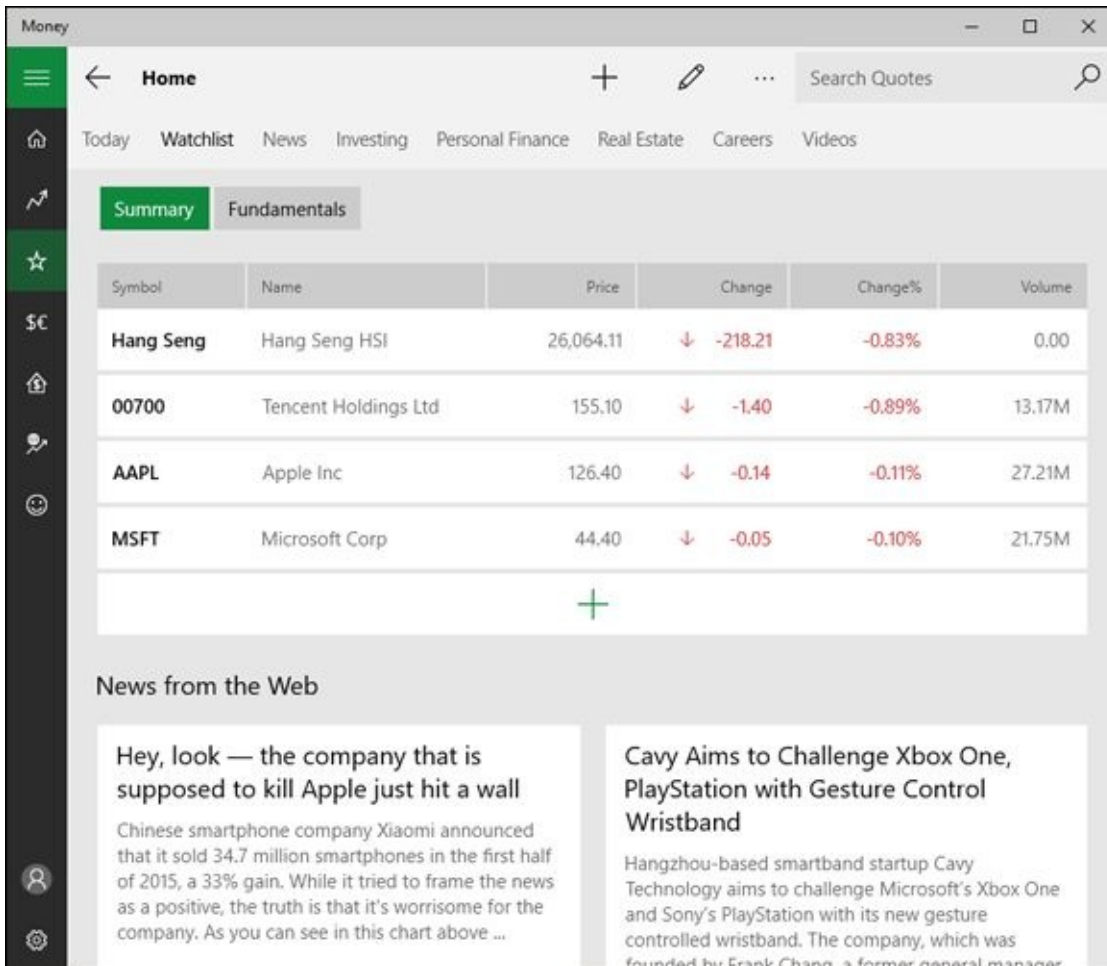 Money
Home
Search Quotes
Today Watchlist News Investing Personal Finance Real Estate Careers Videos
Summary Fundamentals
$€
Symbol Name Price Change Change% Volume
Hang Seng Hang Seng HSI 26,064.11 -218.21 -0.83% 0.00
00700 Tencent Holdings Ltd 155.10 -1.40 -0.89% 13.17M
AAPL Apple Inc 126.40 -0.14 -0.11% 27.21M
MSFT Microsoft Corp 44.40 -0.05 -0.10% 21.75M
News from the Web
Hey, look — the company that is
supposed to kill Apple just hit a wall
Chinese smartphone company Xiaomi announced
that it sold 34.7 million smartphones in the first half
of 2015, a 33% gain. While it tried to frame the news
as a positive, the truth is that it's worrisome for the
company. As you can see in this chart above ...
Cavy Aims to Challenge Xbox One,
PlayStation with Gesture Control
Wristband
Hangzhou-based smartband startup Cavy
Technology aims to challenge Microsoft's Xbox One
and Sony's PlayStation with its new gesture
controlled wristband. The company, which was
founded by Frank Chang, a former general manager